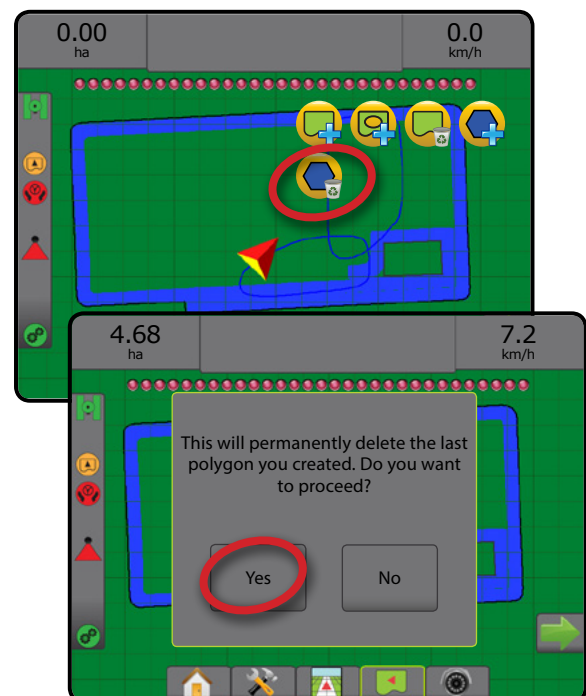 0.00
ha
0.0
km/h
4.68
ha
7.2
km/h
This will permanently delete the last
polygon you created. Do you want
to proceed?
Yes
No